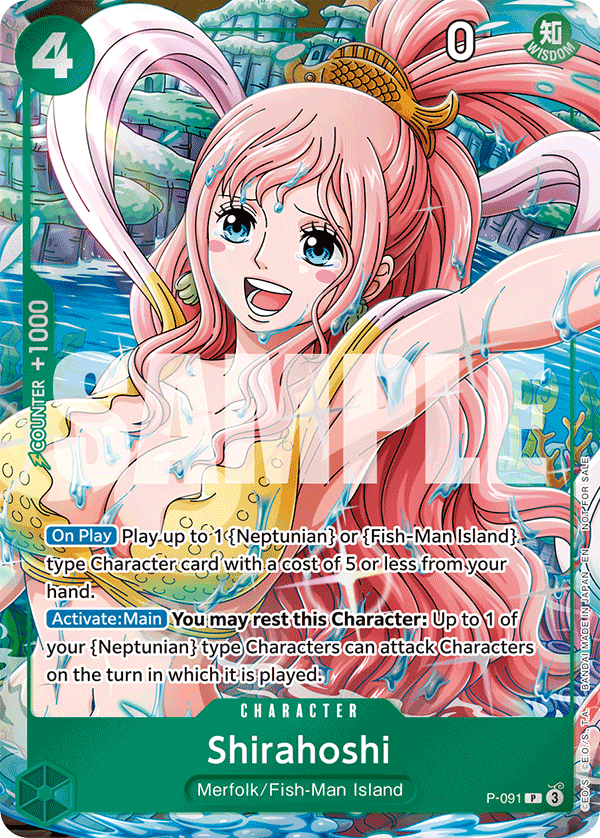 4
0
知
WISDOM
COUNTER +1000
SAMPLE
On Play Play up to 1 {Neptunian} or {Fish-Man Island}
type Character card with a cost of 5 or less from your
hand.
Activate:Main You may rest this Character: Up to 1 of
your {Neptunian} type Characters can attack Characters
on the turn in which it is played.
CHARACTER
Shirahoshi
Merfolk/Fish-Man Island
P-091 P 3
©E.O./S. ©E.O./S.,T.A. BANDAI MADE IN JAPAN EN NOT FOR SALE